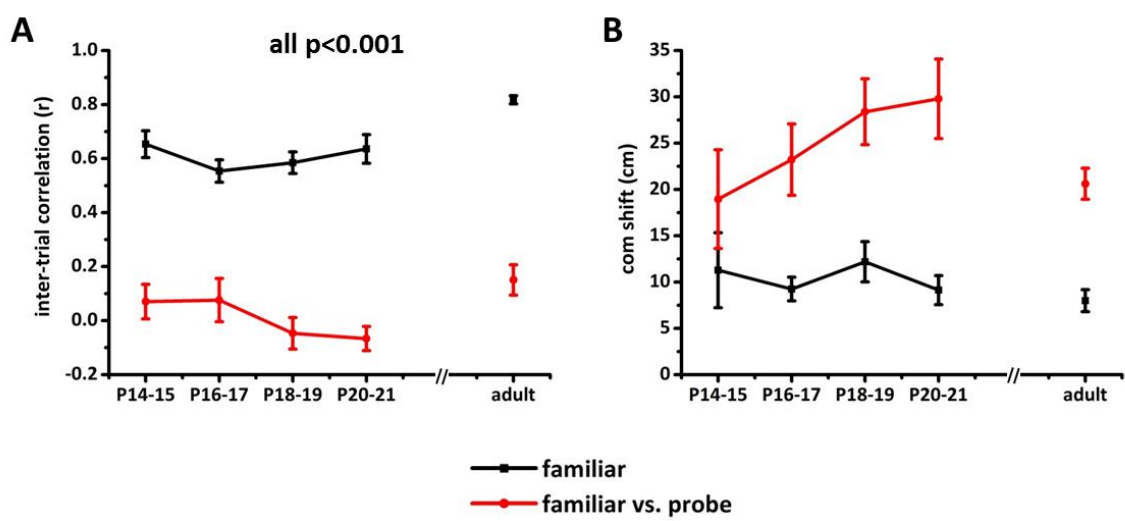 A
all p<0.001
inter-trial correlation (r)
1.0
0.8
0.6
0.4
0.2
0.0
-0.2
P14-15 P16-17 P18-19 P20-21 // adult
B
com shift (cm)
35
30
25
20
15
10
5
0
P14-15 P16-17 P18-19 P20-21 // adult
familiar
familiar vs. probe